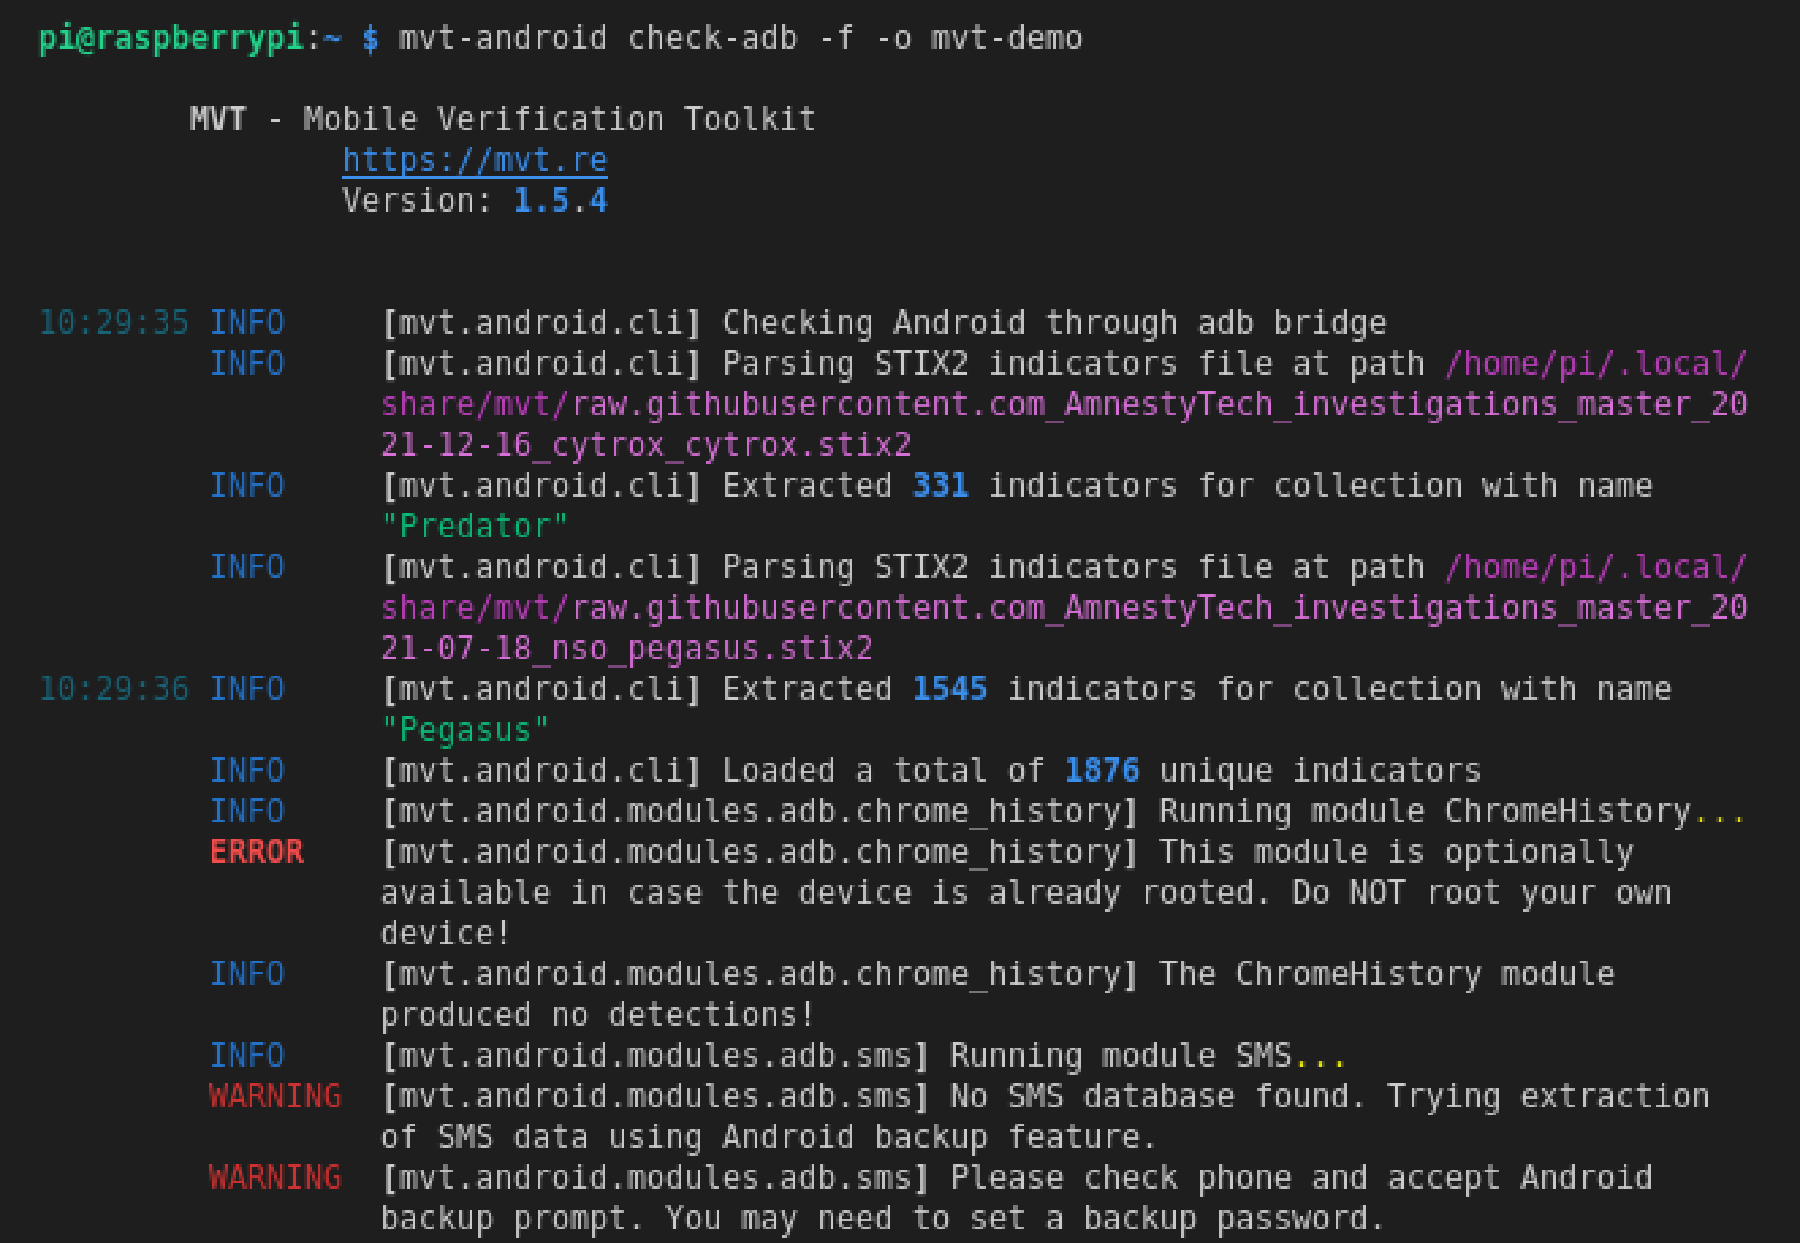 pi@raspberrypi:~ $ mvt-android check-adb -f -o mvt-demo
MVT - Mobile Verification Toolkit
https://mvt.re
Version: 1.5.4
10:29:35 INFO [mvt.android.cli] Checking Android through adb bridge
INFO [mvt.android.cli] Parsing STIX2 indicators file at path /home/pi/.local/
share/mvt/raw.githubusercontent.com_AmnestyTech_investigations_master_20
21-12-16_cytrox_cytrox.stix2
INFO [mvt.android.cli] Extracted 331 indicators for collection with name
"Predator"
INFO [mvt.android.cli] Parsing STIX2 indicators file at path /home/pi/.local/
share/mvt/raw.githubusercontent.com_AmnestyTech_investigations_master_20
21-07-18_nso_pegasus.stix2
10:29:36 INFO [mvt.android.cli] Extracted 1545 indicators for collection with name
"Pegasus"
INFO [mvt.android.cli] Loaded a total of 1876 unique indicators
INFO [mvt.android.modules.adb.chrome_history] Running module ChromeHistory...
ERROR [mvt.android.modules.adb.chrome_history] This module is optionally
available in case the device is already rooted. Do NOT root your own
device!
INFO [mvt.android.modules.adb.chrome_history] The ChromeHistory module
produced no detections!
INFO [mvt.android.modules.adb.sms] Running module SMS...
WARNING [mvt.android.modules.adb.sms] No SMS database found. Trying extraction
of SMS data using Android backup feature.
WARNING [mvt.android.modules.adb.sms] Please check phone and accept Android
backup prompt. You may need to set a backup password.